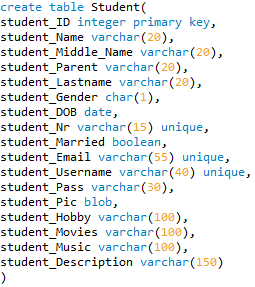 create table Student(
student_ID integer primary key,
student_Name varchar(20),
student_Middle_Name varchar(20),
student_Parent varchar(20),
student_Lastname varchar(20),
student_Gender char(1),
student_DOB date,
student_Nr varchar(15) unique,
student_Married boolean,
student_Email varchar(55) unique,
student_Username varchar(40) unique,
student_Pass varchar(30),
student_Pic blob,
student_Hobby varchar(100),
student_Movies varchar(100),
student_Music varchar(100),
student_Description varchar(150)
)